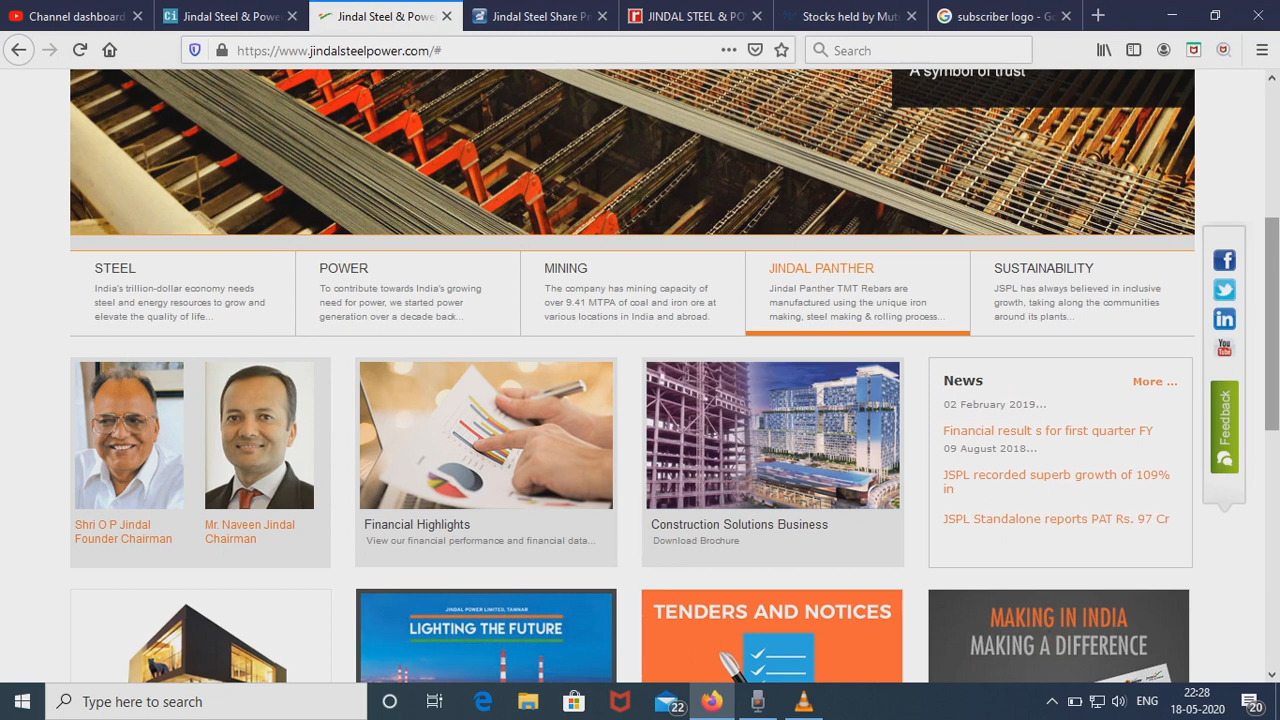 Channel dashboard
Jindal Steel & Powe
Jindal Steel & Powe
Jindal Steel Share Pr
JINDAL STEEL & PO
Stocks held by Mut
subscriber logo - Go
https://www.jindalsteelpower.com/#
Search
A symbol of trust
STEEL
India's trillion-dollar economy needs
steel and energy resources to grow and
elevate the quality of life...
POWER
To contribute towards India's growing
need for power, we started power
generation over a decade back...
MINING
The company has mining capacity of
over 9.41 MTPA of coal and iron ore at
various locations in India and abroad.
JINDAL PANTHER
Jindal Panther TMT Rebars are
manufactured using the unique iron
making, steel making & rolling process...
SUSTAINABILITY
JSPL has always believed in inclusive
growth, taking along the communities
around its plants...
Shri O P Jindal
Founder Chairman
Mr. Naveen Jindal
Chairman
Financial Highlights
View our financial performance and financial data...
Construction Solutions Business
Download Brochure
News
More ...
02 February 2019...
Financial result s for first quarter FY
09 August 2018...
JSPL recorded superb growth of 109%
in
JSPL Standalone reports PAT Rs. 97 Cr
You
Tube
Feedback
JINDAL POWER LIMITED, TAMNAR
LIGHTING THE FUTURE
TENDERS AND NOTICES
MAKING IN INDIA
MAKING A DIFFERENCE
Type here to search
22
ENG
22:28
18-05-2020
20